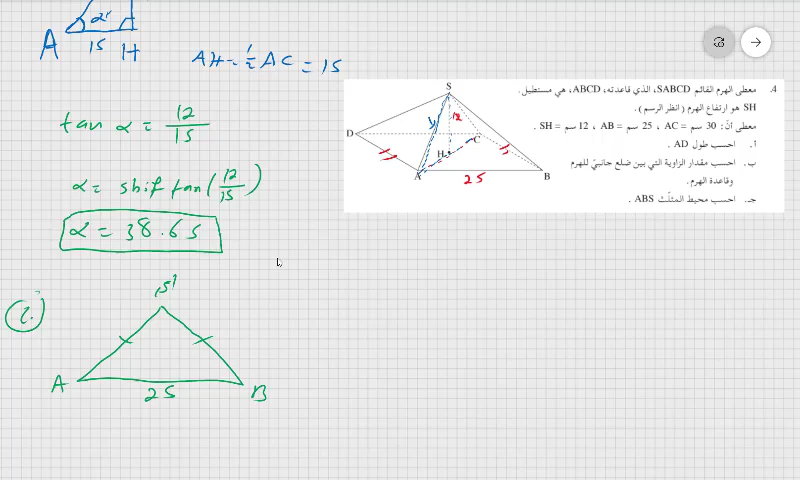 α
A 15 H
AH = 1/2 AC = 15
tan α = 12/15
α = shif tan(12/15)
α = 38.65
ج.
S
A 25 B
4. معطى الهرم القائم SABCD، الذي قاعدته، ABCD، هي مستطيل.
SH هو ارتفاع الهرم (انظر الرسم).
معطى أنّ: 30 سم = AC ، 25 سم = AB ، 12 سم = SH .
أ. احسب طول AD .
ب. احسب مقدار الزاوية التي بين ضلع جانبيّ للهرم
وقاعدة الهرم.
جـ. احسب محيط المثلّث ABS .
S
12
D
C
H
A
B
25